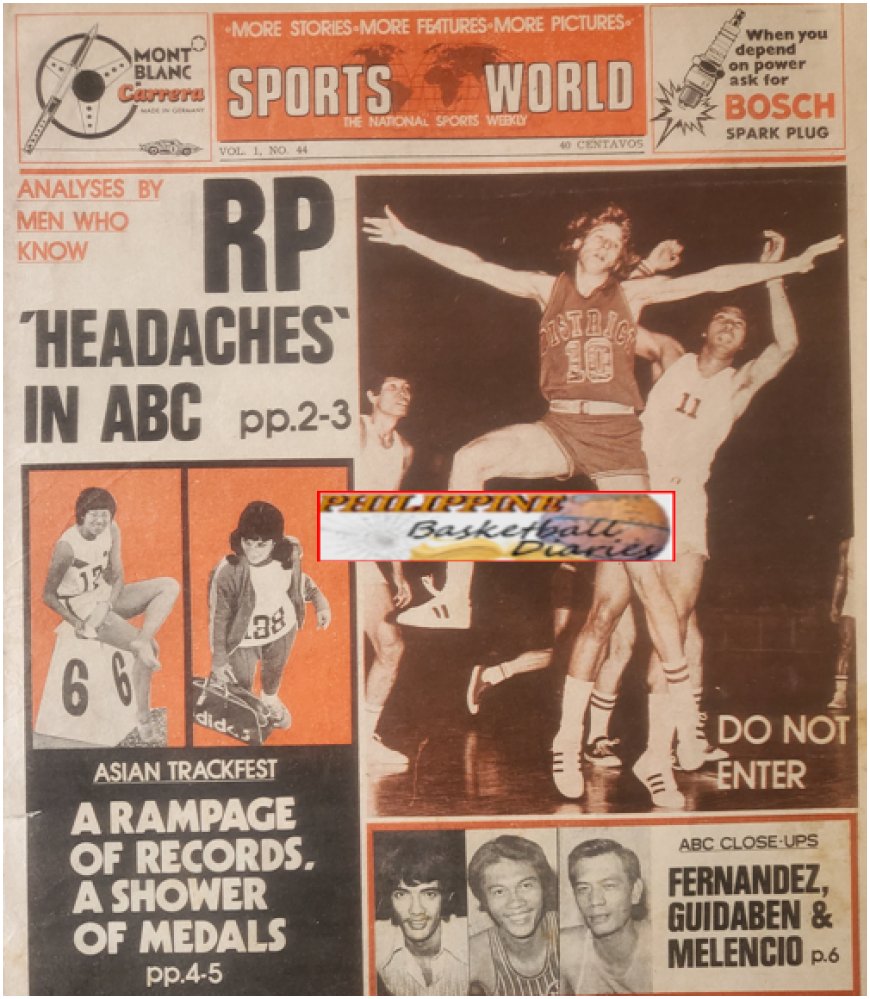 MONT
BLANC
Carrera
MADE IN GERMANY
•MORE STORIES•MORE FEATURES•MORE PICTURES•
SPORTS WORLD
THE NATIONAL SPORTS WEEKLY
VOL. 1, NO. 44
40 CENTAVOS
When you
depend
on power
ask for
BOSCH
SPARK PLUG
ANALYSES BY
MEN WHO
KNOW
RP
'HEADACHES'
IN ABC pp.2-3
DISTRICT
10
11
PHILIPPINE
Basketball
Diaries
6 6
138
DO NOT
ENTER
ASIAN TRACKFEST
A RAMPAGE
OF RECORDS,
A SHOWER
OF MEDALS
pp.4-5
ABC CLOSE-UPS
FERNANDEZ,
GUIDABEN &
MELENCIO p.6